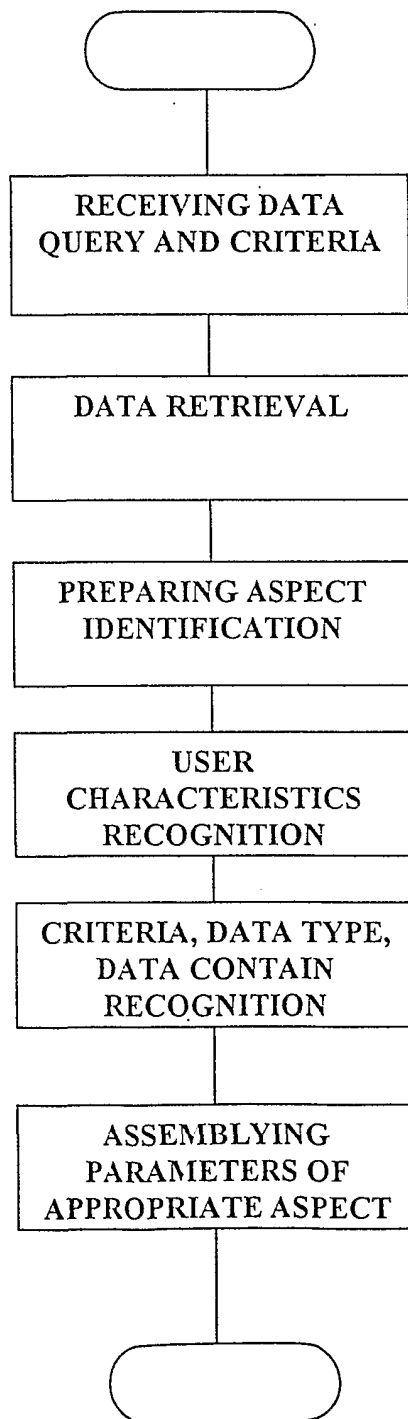 RECEIVING DATA
QUERY AND CRITERIA
DATA RETRIEVAL
PREPARING ASPECT
IDENTIFICATION
USER
CHARACTERISTICS
RECOGNITION
CRITERIA, DATA TYPE,
DATA CONTAIN
RECOGNITION
ASSEMBLYING
PARAMETERS OF
APPROPRIATE ASPECT